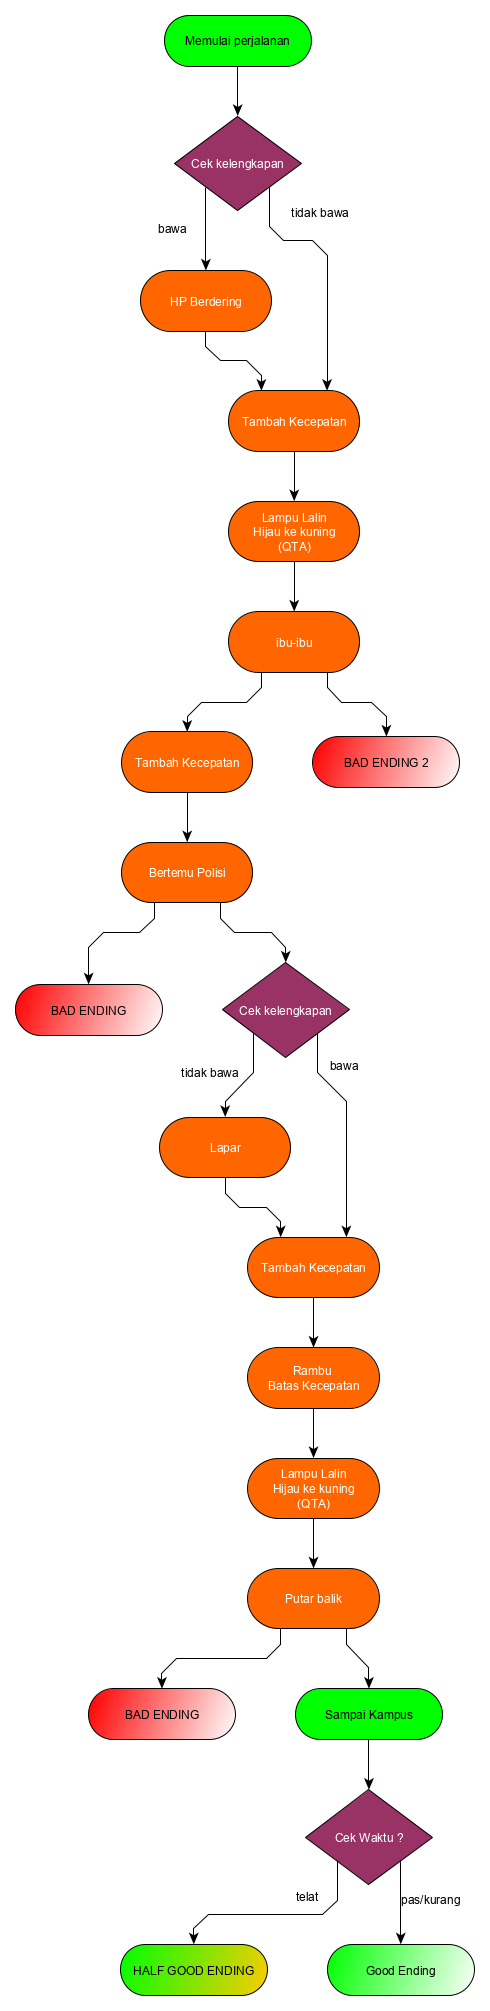 Memulai perjalanan
Cek kelengkapan
bawa
tidak bawa
HP Berdering
Tambah Kecepatan
Lampu Lalin
Hijau ke kuning
(QTA)
ibu-ibu
Tambah Kecepatan
BAD ENDING 2
Bertemu Polisi
BAD ENDING
Cek kelengkapan
tidak bawa
bawa
Lapar
Tambah Kecepatan
Rambu
Batas Kecepatan
Lampu Lalin
Hijau ke kuning
(QTA)
Putar balik
BAD ENDING
Sampai Kampus
Cek Waktu ?
telat
pas/kurang
HALF GOOD ENDING
Good Ending